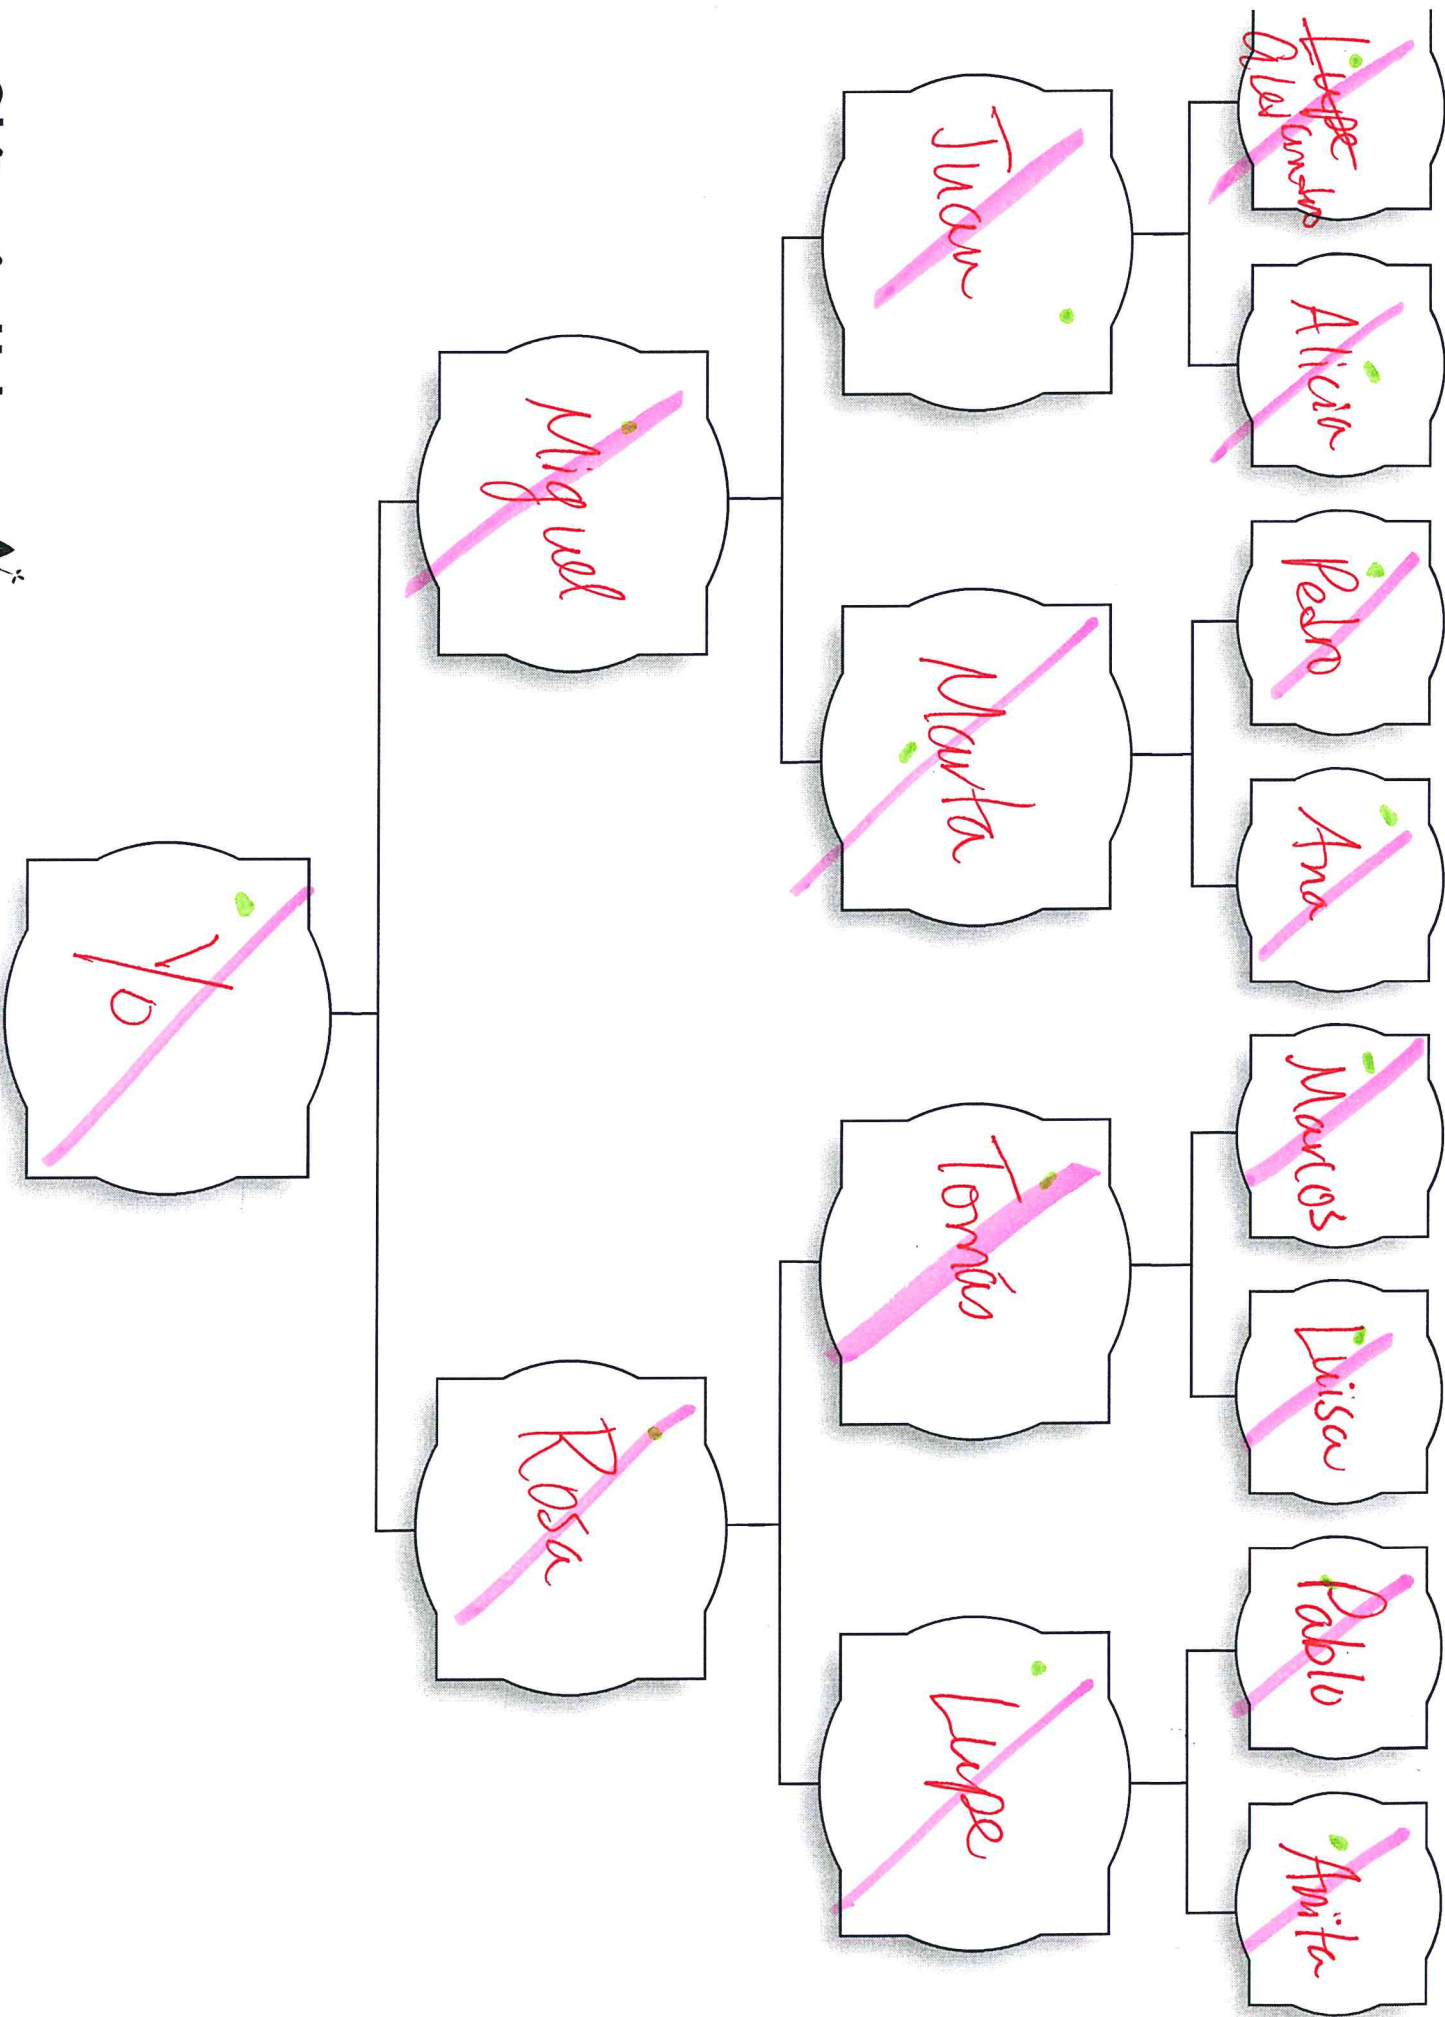 Lupe
Alejandro
Alicia
Pedro
Ana
Marcos
Luisa
Pablo
Anita
Juan
Marta
Tomás
Lupe
Miguel
Rosa
Yo